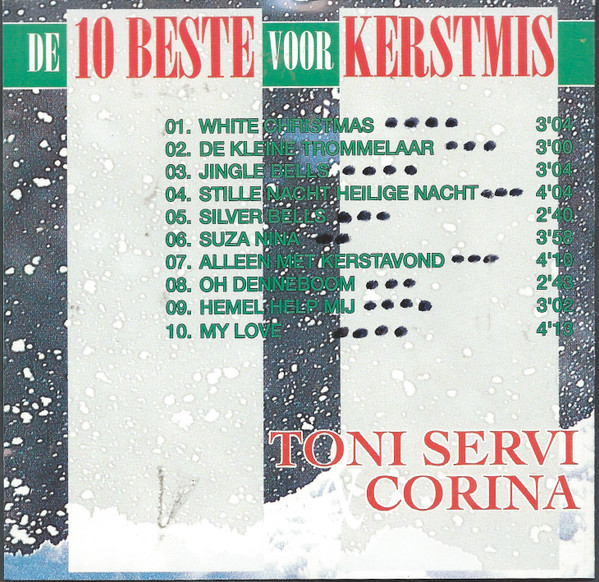 DE 10 BESTE VOOR KERSTMIS
01. WHITE CHRISTMAS 3'04
02. DE KLEINE TROMMELAAR 3'00
03. JINGLE BELLS 3'04
04. STILLE NACHT HEILIGE NACHT 4'04
05. SILVER BELLS 2'40
06. SUZA NINA 3'58
07. ALLEEN MET KERSTAVOND 4'10
08. OH DENNEBOOM 2'43
09. HEMEL HELP MIJ 3'02
10. MY LOVE 4'13
TONI SERVI
& CORINA